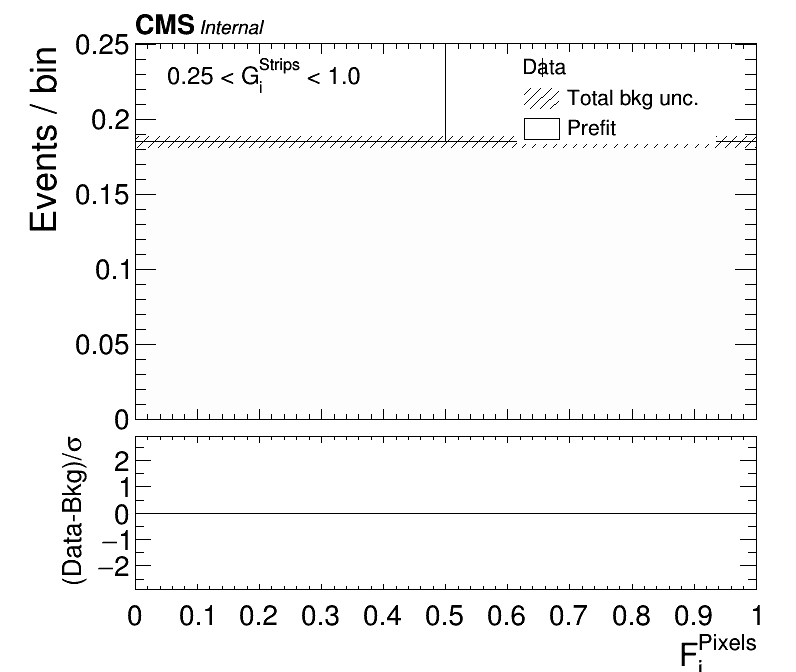 CMS Internal
0.25
0.25 < G_i^Strips < 1.0
Data
Total bkg unc.
Prefit
0.2
0.15
0.1
0.05
0
Events / bin
2
1
0
−1
−2
(Data-Bkg)/σ
0 0.1 0.2 0.3 0.4 0.5 0.6 0.7 0.8 0.9 1
F_i^Pixels